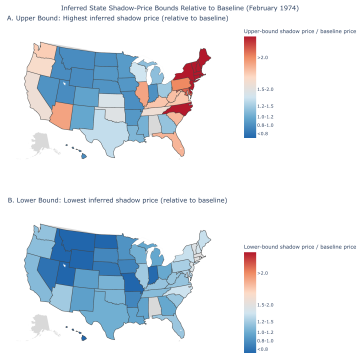 Inferred State Shadow-Price Bounds Relative to Baseline (February 1974)
A. Upper Bound: Highest inferred shadow price (relative to baseline)
Upper-bound shadow price / baseline price
>2.0
1.5-2.0
1.2-1.5
1.0-1.2
0.8-1.0
<0.8
B. Lower Bound: Lowest inferred shadow price (relative to baseline)
Lower-bound shadow price / baseline price
>2.0
1.5-2.0
1.2-1.5
1.0-1.2
0.8-1.0
<0.8